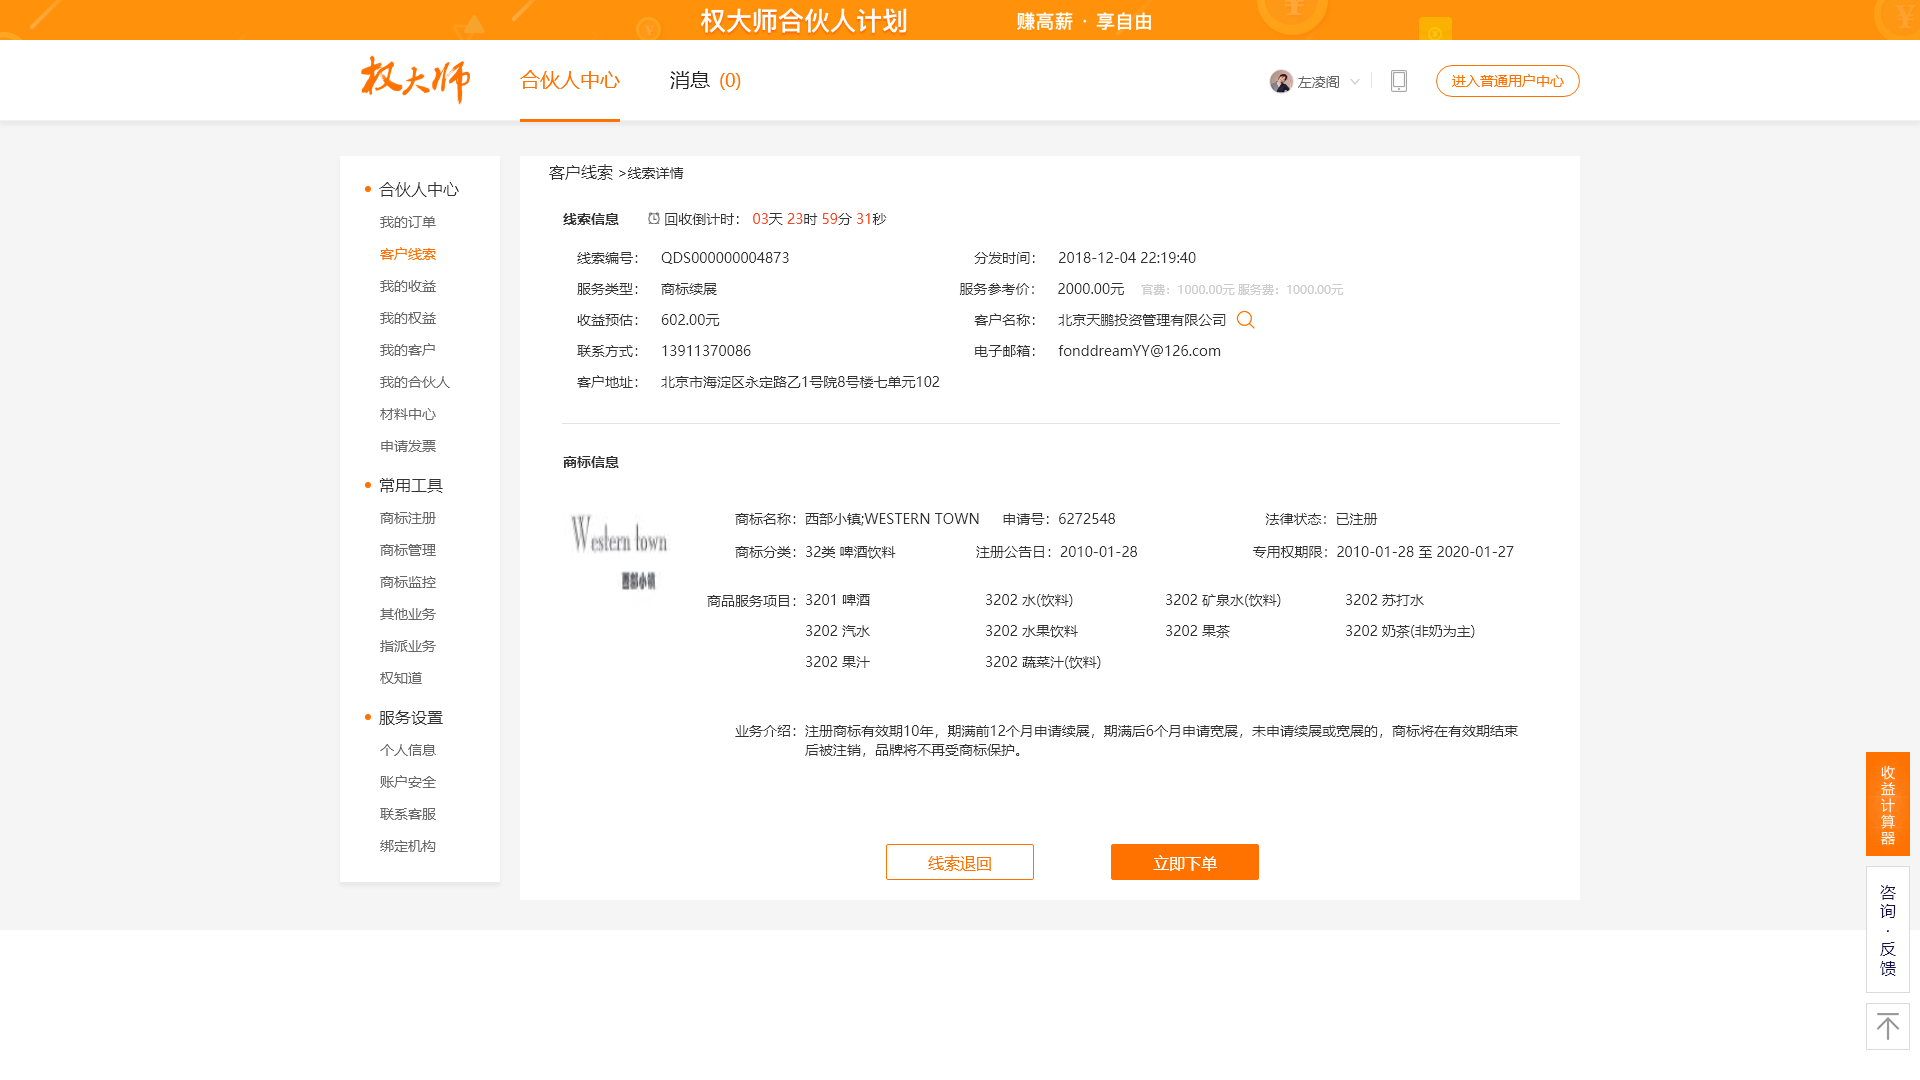 权大师合伙人计划 赚高薪 · 享自由
权大师 合伙人中心 消息 (0) 左凌阁 进入普通用户中心
合伙人中心
我的订单
客户线索
我的收益
我的权益
我的客户
我的合伙人
材料中心
申请发票
常用工具
商标注册
商标管理
商标监控
其他业务
指派业务
权知道
服务设置
个人信息
账户安全
联系客服
绑定机构
客户线索 >线索详情
线索信息 回收倒计时： 03天 23时 59分 31秒
线索编号： QDS000000004873 分发时间： 2018-12-04 22:19:40
服务类型： 商标续展 服务参考价： 2000.00元 官费：1000.00元 服务费：1000.00元
收益预估： 602.00元 客户名称： 北京天鹏投资管理有限公司
联系方式： 13911370086 电子邮箱： fonddreamYY@126.com
客户地址： 北京市海淀区永定路乙1号院8号楼七单元102
商标信息
Western town
西部小镇
商标名称：西部小镇;WESTERN TOWN 申请号：6272548 法律状态：已注册
商标分类：32类 啤酒饮料 注册公告日：2010-01-28 专用权期限：2010-01-28 至 2020-01-27
商品服务项目：3201 啤酒 3202 水(饮料) 3202 矿泉水(饮料) 3202 苏打水
3202 汽水 3202 水果饮料 3202 果茶 3202 奶茶(非奶为主)
3202 果汁 3202 蔬菜汁(饮料)
业务介绍：注册商标有效期10年，期满前12个月申请续展，期满后6个月申请宽展，未申请续展或宽展的，商标将在有效期结束
后被注销，品牌将不再受商标保护。
线索退回 立即下单
收益计算器
咨询·反馈